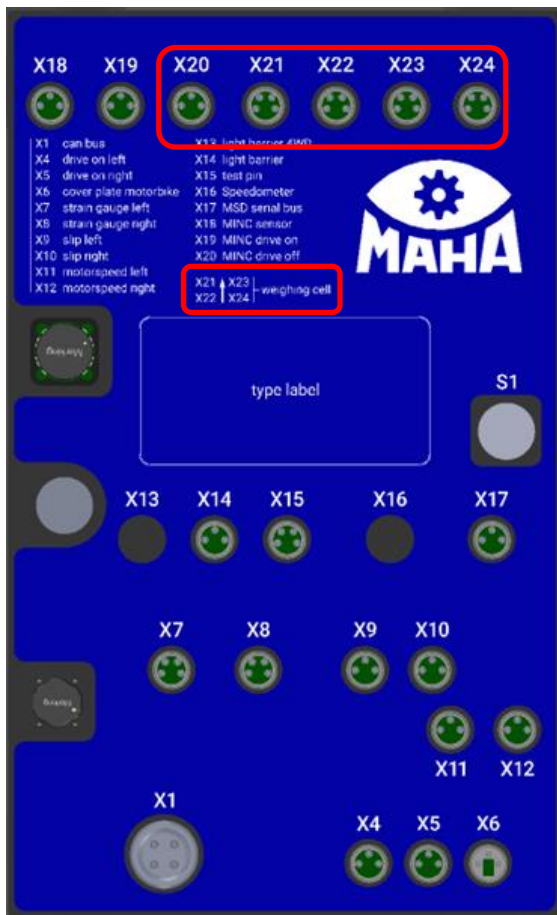 X18 X19 X20 X21 X22 X23 X24
X1 can bus
X4 drive on left
X5 drive on right
X6 cover plate motorbike
X7 strain gauge left
X8 strain gauge right
X9 slip left
X10 slip right
X11 motorspeed left
X12 motorspeed right
X13 light barrier 4WD
X14 light barrier
X15 test pin
X16 Speedometer
X17 MSD serial bus
X18 MINC sensor
X19 MINC drive on
X20 MINC drive off
X21 X23
X22 X24
weighing cell
MAHA
type label
S1
X13 X14 X15 X16 X17
X7 X8 X9 X10
X11 X12
X1
X4 X5 X6